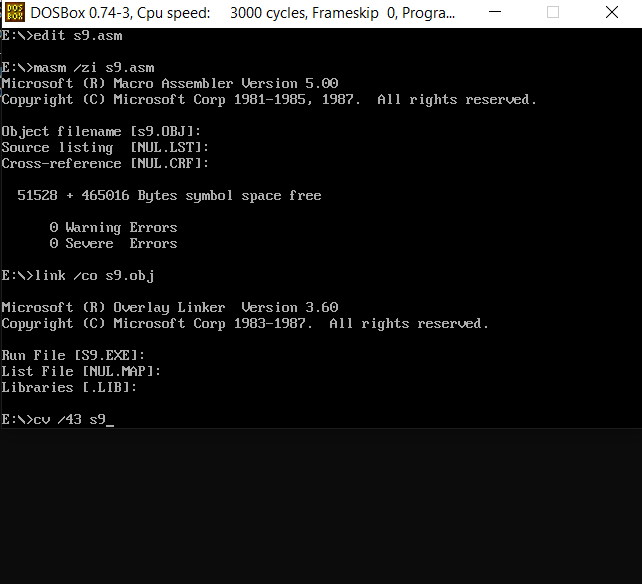 DOS BOX DOSBox 0.74-3, Cpu speed: 3000 cycles, Frameskip 0, Progra...
E:\>edit s9.asm
E:\>masm /zi s9.asm
Microsoft (R) Macro Assembler Version 5.00
Copyright (C) Microsoft Corp 1981-1985, 1987.  All rights reserved.
Object filename [s9.OBJ]:
Source listing  [NUL.LST]:
Cross-reference [NUL.CRF]:
51528 + 465016 Bytes symbol space free
0 Warning Errors
0 Severe  Errors
E:\>link /co s9.obj
Microsoft (R) Overlay Linker  Version 3.60
Copyright (C) Microsoft Corp 1983-1987.  All rights reserved.
Run File [S9.EXE]:
List File [NUL.MAP]:
Libraries [.LIB]:
E:\>cv /43 s9_